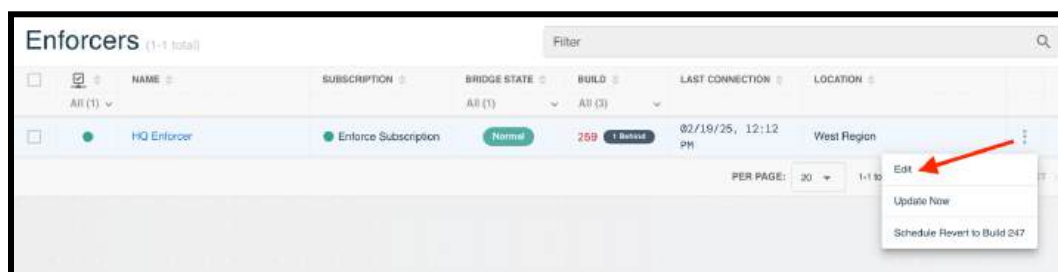 Enforcers (1-1 total)
Filter
NAME
SUBSCRIPTION
BRIDGE STATE
BUILD
LAST CONNECTION
LOCATION
All (1)
All (1)
All (3)
HQ Enforcer
Enforce Subscription
Normal
259
1 Behind
02/19/25, 12:12 PM
West Region
PER PAGE: 20
1-1
Edit
Update Now
Schedule Revert to Build 247